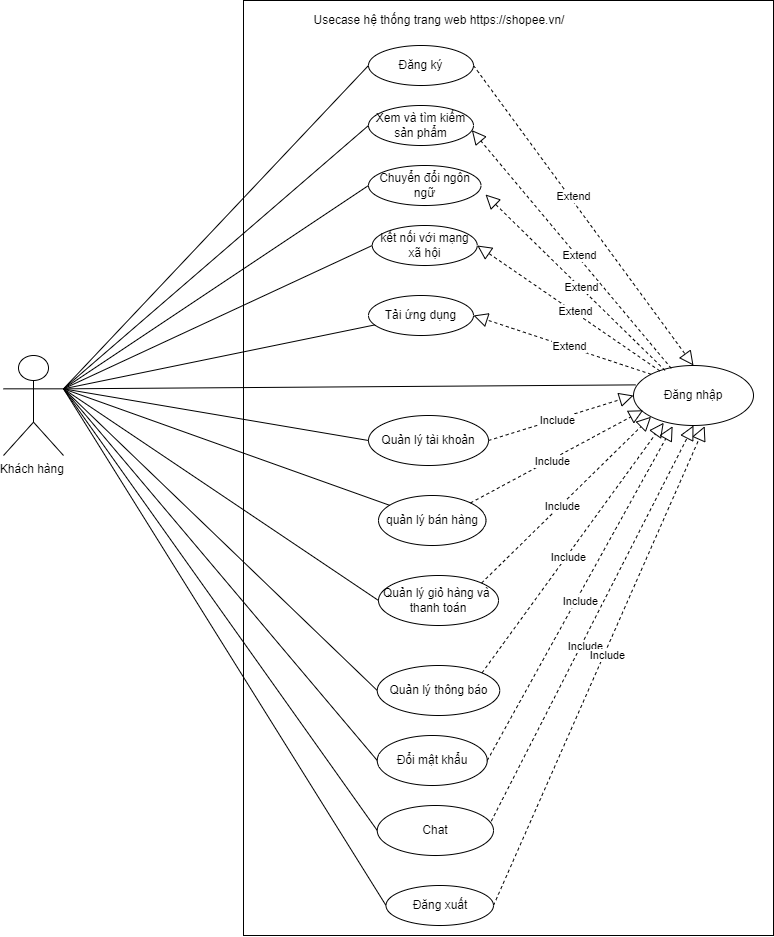 Usecase hệ thống trang web https://shopee.vn/
Đăng ký
Xem và tìm kiếm
sản phẩm
Extend
Chuyển đổi ngôn
ngữ
kết nối với mạng
xã hội
Extend
Extend
Extend
Tải ứng dụng
Extend
Đăng nhập
Include
Quản lý tài khoản
Khách hàng
Include
Include
quản lý bán hàng
Include
Quản lý giỏ hàng và
thanh toán
Include
Include
Include
Quản lý thông báo
Đổi mật khẩu
Chat
Đăng xuất